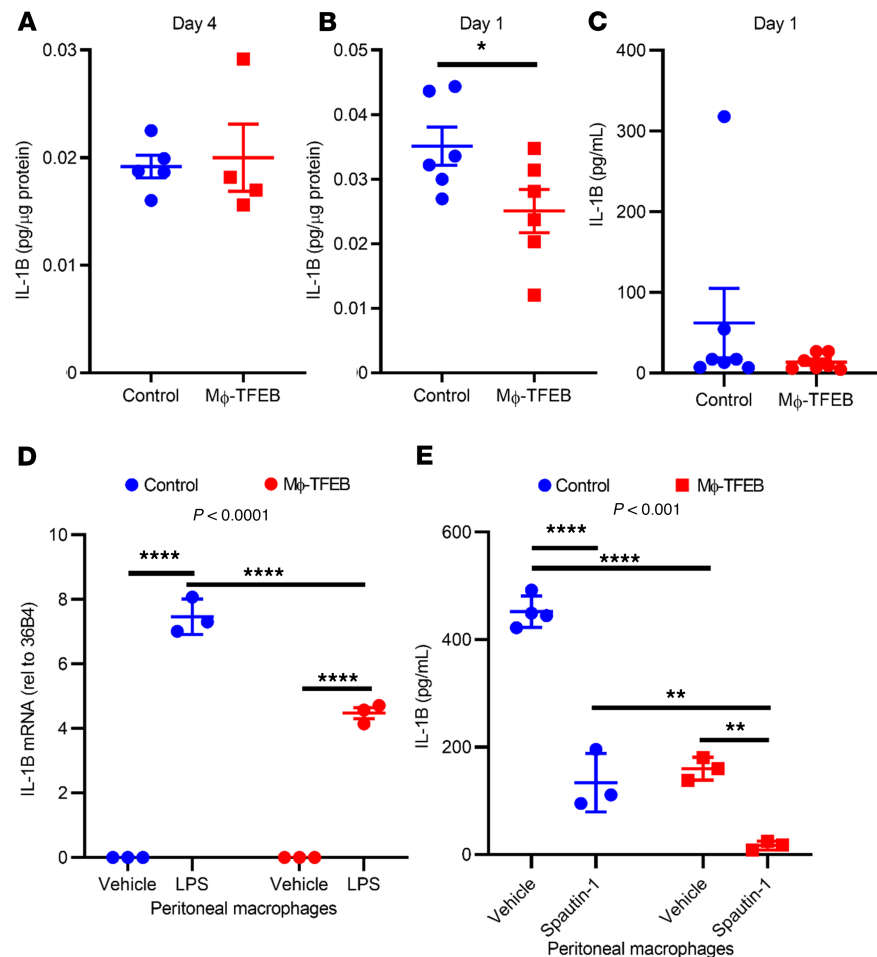 A
Day 4
IL-1B (pg/μg protein)
0.03
0.02
0.01
0
Control
Mϕ-TFEB
B
Day 1
*
IL-1B (pg/μg protein)
0.05
0.04
0.03
0.02
0.01
0
Control
Mϕ-TFEB
C
Day 1
IL-1B (pg/mL)
400
300
200
100
0
Control
Mϕ-TFEB
D
Control
Mϕ-TFEB
P < 0.0001
****
****
****
IL-1B mRNA (rel to 36B4)
10
8
6
4
2
0
Vehicle
LPS
Vehicle
LPS
Peritoneal macrophages
E
Control
Mϕ-TFEB
P < 0.001
****
****
**
**
IL-1B (pg/mL)
600
400
200
0
Vehicle
Spautin-1
Vehicle
Spautin-1
Peritoneal macrophages